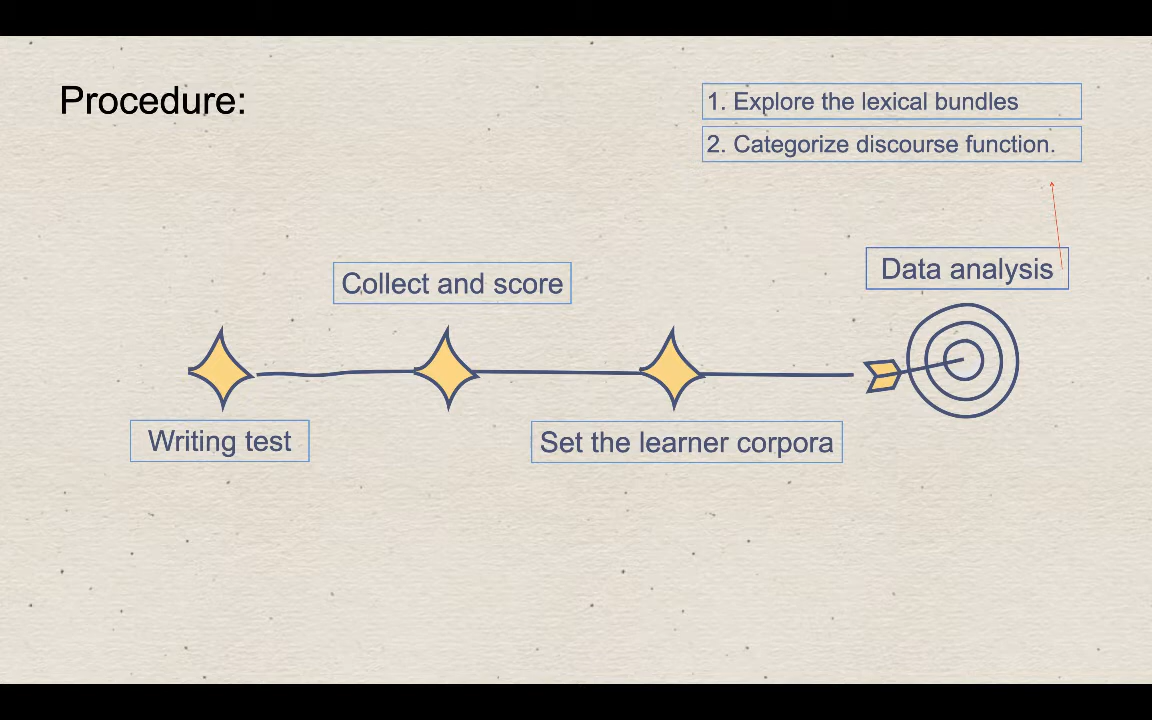 Procedure:
1. Explore the lexical bundles
2. Categorize discourse function.
Collect and score
Data analysis
Writing test
Set the learner corpora